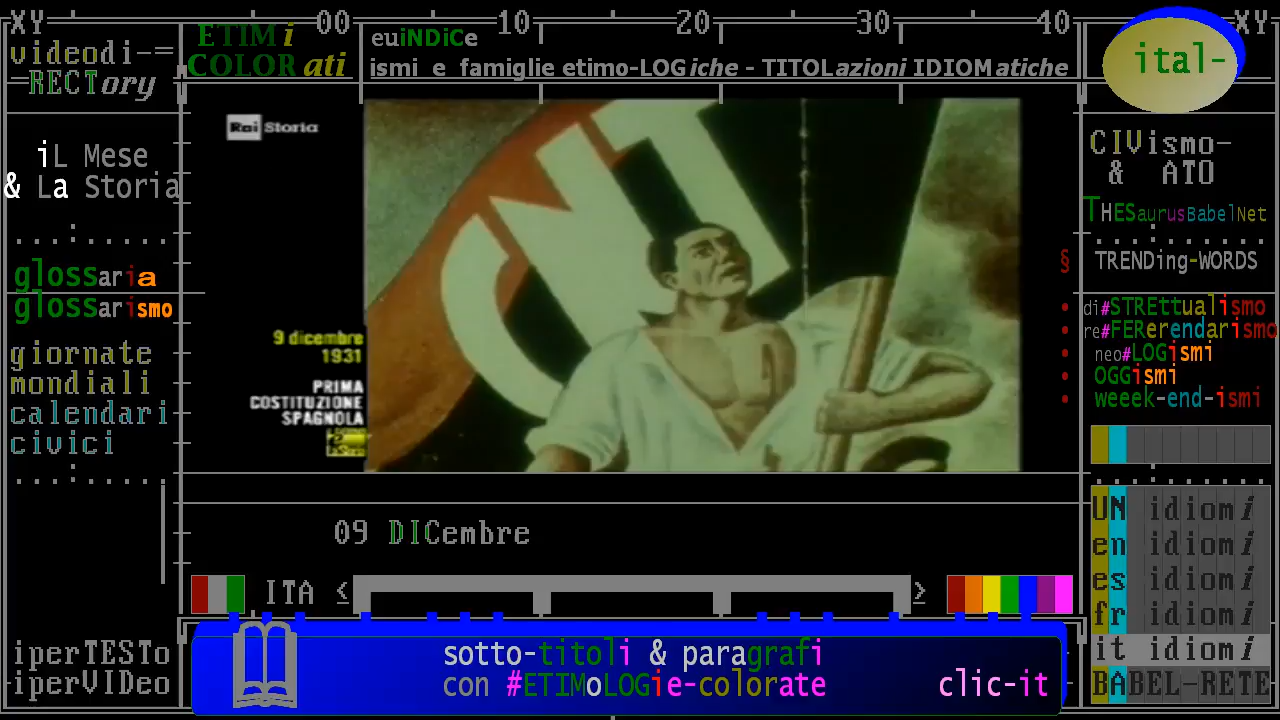 XY 00 10 20 30 40 XY
videodi-=
=RECTory
ETIMi
COLORati
euiNDiCe
ismi e famiglie etimo-LOGiche - TITOLazioni IDIOMatiche
ital-
iL Mese
& La Storia
...:.....
glossaria
glossarismo
giornate
mondiali
calendari
civici
...:.....
iperTESTo
-iperVIDeo
Rai Storia
CNT
9 dicembre
1931
PRIMA
COSTITUZIONE
SPAGNOLA
09 DICembre
ITA < >
sotto-titoli & paragrafi
con #ETIMoLOGie-colorate clic-it
CIVismo-
& ATO
THESaurusBabelNet
....:.......
§ TRENDing-WORDS
di#STREttualismo
re#FERerendarismo
neo#LOGismi
OGGismi
weeek-end-ismi
....:.......
UN idiomi
en idiomi
es idiomi
fr idiomi
it idiomi
BABEL-RETE